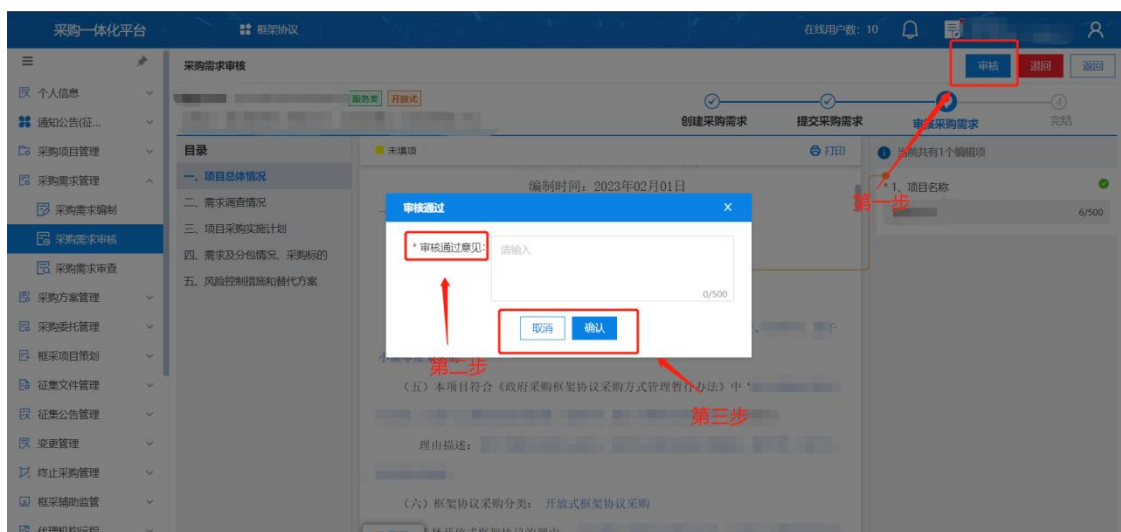 采购一体化平台
框架协议
在线用户数: 10
采购需求审核
审核
退回
返回
个人信息
通知公告(征...
采购项目管理
采购需求管理
采购需求编制
采购需求审核
采购需求审查
采购方案管理
采购委托管理
框采项目策划
征集文件管理
征集公告管理
变更管理
终止采购管理
框采辅助监管
服务类
开放式
创建采购需求
提交采购需求
审核采购需求
④
完结
目录
一、项目总体情况
二、需求调查情况
三、项目采购实施计划
四、需求及分包情况、采购标的
五、风险控制措施和替代方案
未填项
打印
当前共有1个编辑项
* 1、项目名称
6/500
编制时间：2023年02月01日
审核通过
×
* 审核通过意见:
请输入
0/500
取消
确认
第一步
第二步
第三步
（五）本项目符合《政府采购框架协议采购方式管理暂行办法》中
理由描述：
（六）框架协议采购分类： 开放式框架协议采购